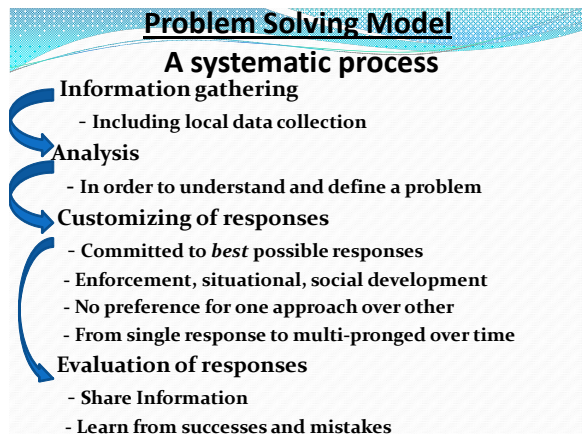 Problem Solving Model
A systematic process
Information gathering
- Including local data collection
Analysis
- In order to understand and define a problem
Customizing of responses
- Committed to best possible responses
- Enforcement, situational, social development
- No preference for one approach over other
- From single response to multi-pronged over time
Evaluation of responses
- Share Information
- Learn from successes and mistakes